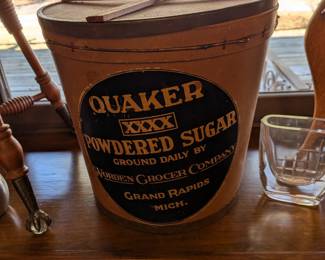 QUAKER
XXXX
POWDERED SUGAR
GROUND DAILY BY
WORDEN GROCER COMPANY
GRAND RAPIDS
MICH.